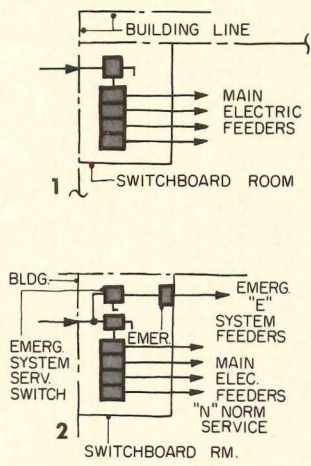 BUILDING LINE
MAIN
ELECTRIC
FEEDERS
1
SWITCHBOARD ROOM
BLDG.
EMERG.
"E"
SYSTEM
FEEDERS
EMER.
EMERG.
SYSTEM
SERV.
SWITCH
MAIN
ELEC.
FEEDERS
"N" NORM
SERVICE
2
SWITCHBOARD RM.